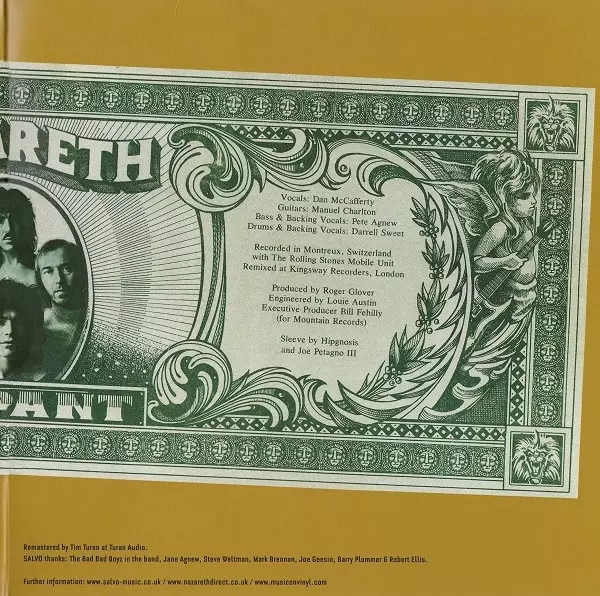 RETH
Vocals: Dan McCafferty
Guitars: Manuel Charlton
Bass & Backing Vocals: Pete Agnew
Drums & Backing Vocals: Darrell Sweet
Recorded in Montreux, Switzerland
with The Rolling Stones Mobile Unit
Remixed at Kingsway Recorders, London
Produced by Roger Glover
Engineered by Louie Austin
Executive Producer Bill Fehilly
(for Mountain Records)
Sleeve by Hipgnosis
and Joe Petagno III
PANT
Remastered by Tim Turan at Turan Audio.
SALVO thanks: The Bad Bad Boyz in the band, Jane Agnew, Steve Weltman, Mark Brennan, Joe Geesin, Barry Plummer & Robert Ellis.
Further information: www.salvo-music.co.uk / www.nazarethdirect.co.uk / www.musiconvinyl.com